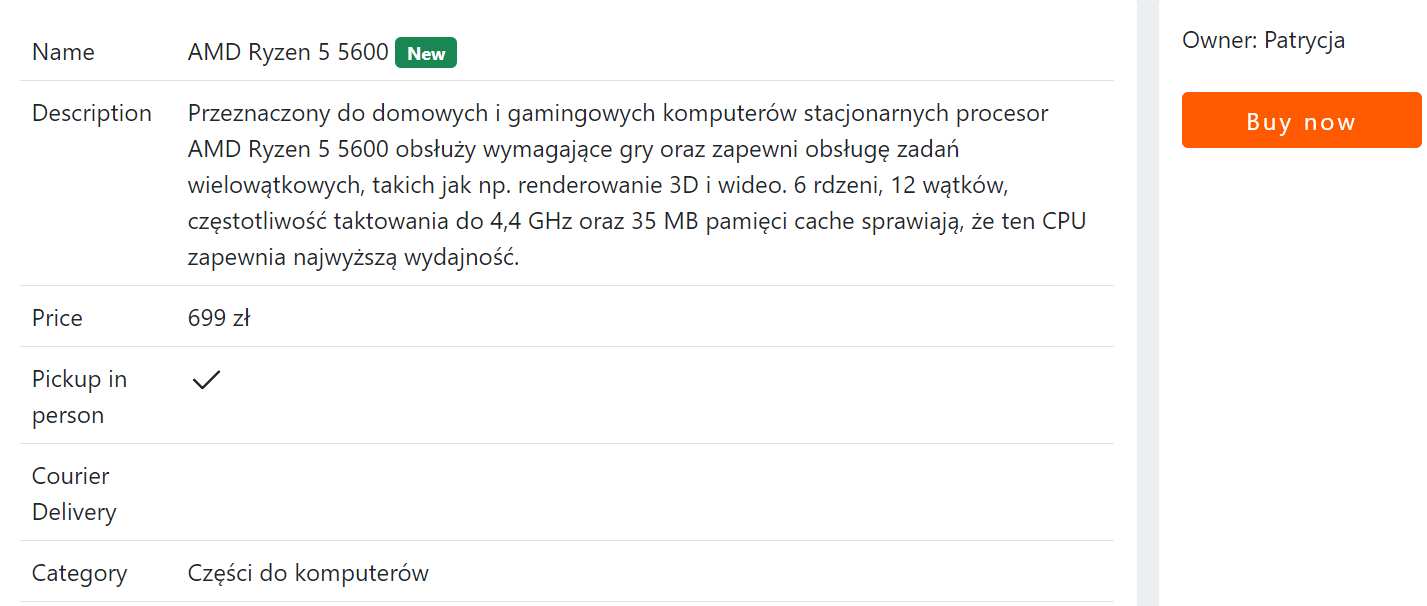 Name AMD Ryzen 5 5600 New
Description Przeznaczony do domowych i gamingowych komputerów stacjonarnych procesor
AMD Ryzen 5 5600 obsłuży wymagające gry oraz zapewni obsługę zadań
wielowątkowych, takich jak np. renderowanie 3D i wideo. 6 rdzeni, 12 wątków,
częstotliwość taktowania do 4,4 GHz oraz 35 MB pamięci cache sprawiają, że ten CPU
zapewnia najwyższą wydajność.
Price 699 zł
Pickup in
person
Courier
Delivery
Category Części do komputerów
Owner: Patrycja
Buy now